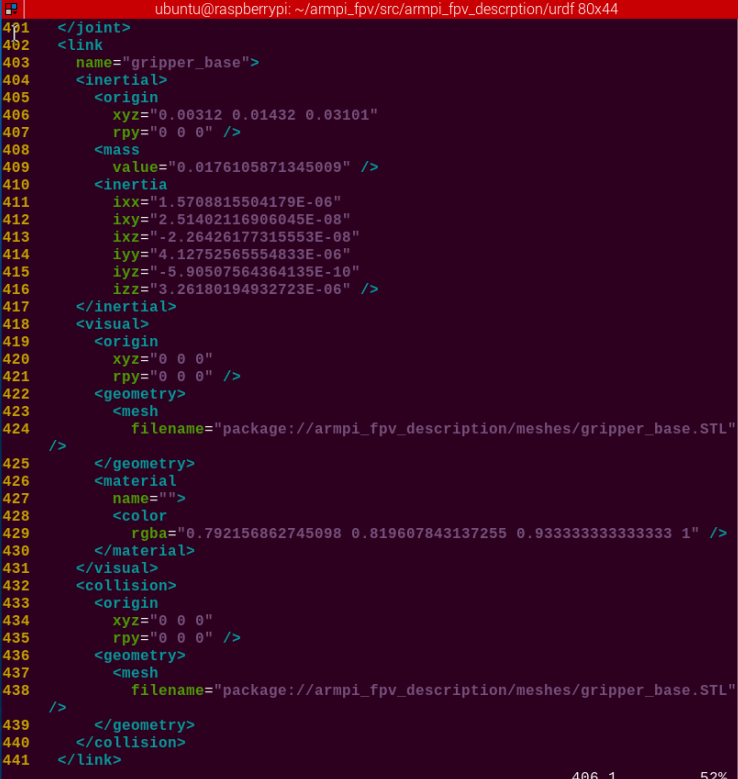 ubuntu@raspberrypi: ~/armpi_fpv/src/armpi_fpv_descrption/urdf 80x44
401   </joint>
402   <link
403     name="gripper_base">
404     <inertial>
405       <origin
406         xyz="0.00312 0.01432 0.03101"
407         rpy="0 0 0" />
408       <mass
409         value="0.0176105871345009" />
410       <inertia
411         ixx="1.5708815504179E-06"
412         ixy="2.51402116906045E-08"
413         ixz="-2.26426177315553E-08"
414         iyy="4.12752565554833E-06"
415         iyz="-5.90507564364135E-10"
416         izz="3.26180194932723E-06" />
417     </inertial>
418     <visual>
419       <origin
420         xyz="0 0 0"
421         rpy="0 0 0" />
422       <geometry>
423         <mesh
424           filename="package://armpi_fpv_description/meshes/gripper_base.STL"
/>
425       </geometry>
426       <material
427         name="">
428         <color
429           rgba="0.792156862745098 0.819607843137255 0.933333333333333 1" />
430       </material>
431     </visual>
432     <collision>
433       <origin
434         xyz="0 0 0"
435         rpy="0 0 0" />
436       <geometry>
437         <mesh
438           filename="package://armpi_fpv_description/meshes/gripper_base.STL"
/>
439       </geometry>
440     </collision>
441   </link>
406,1 52%